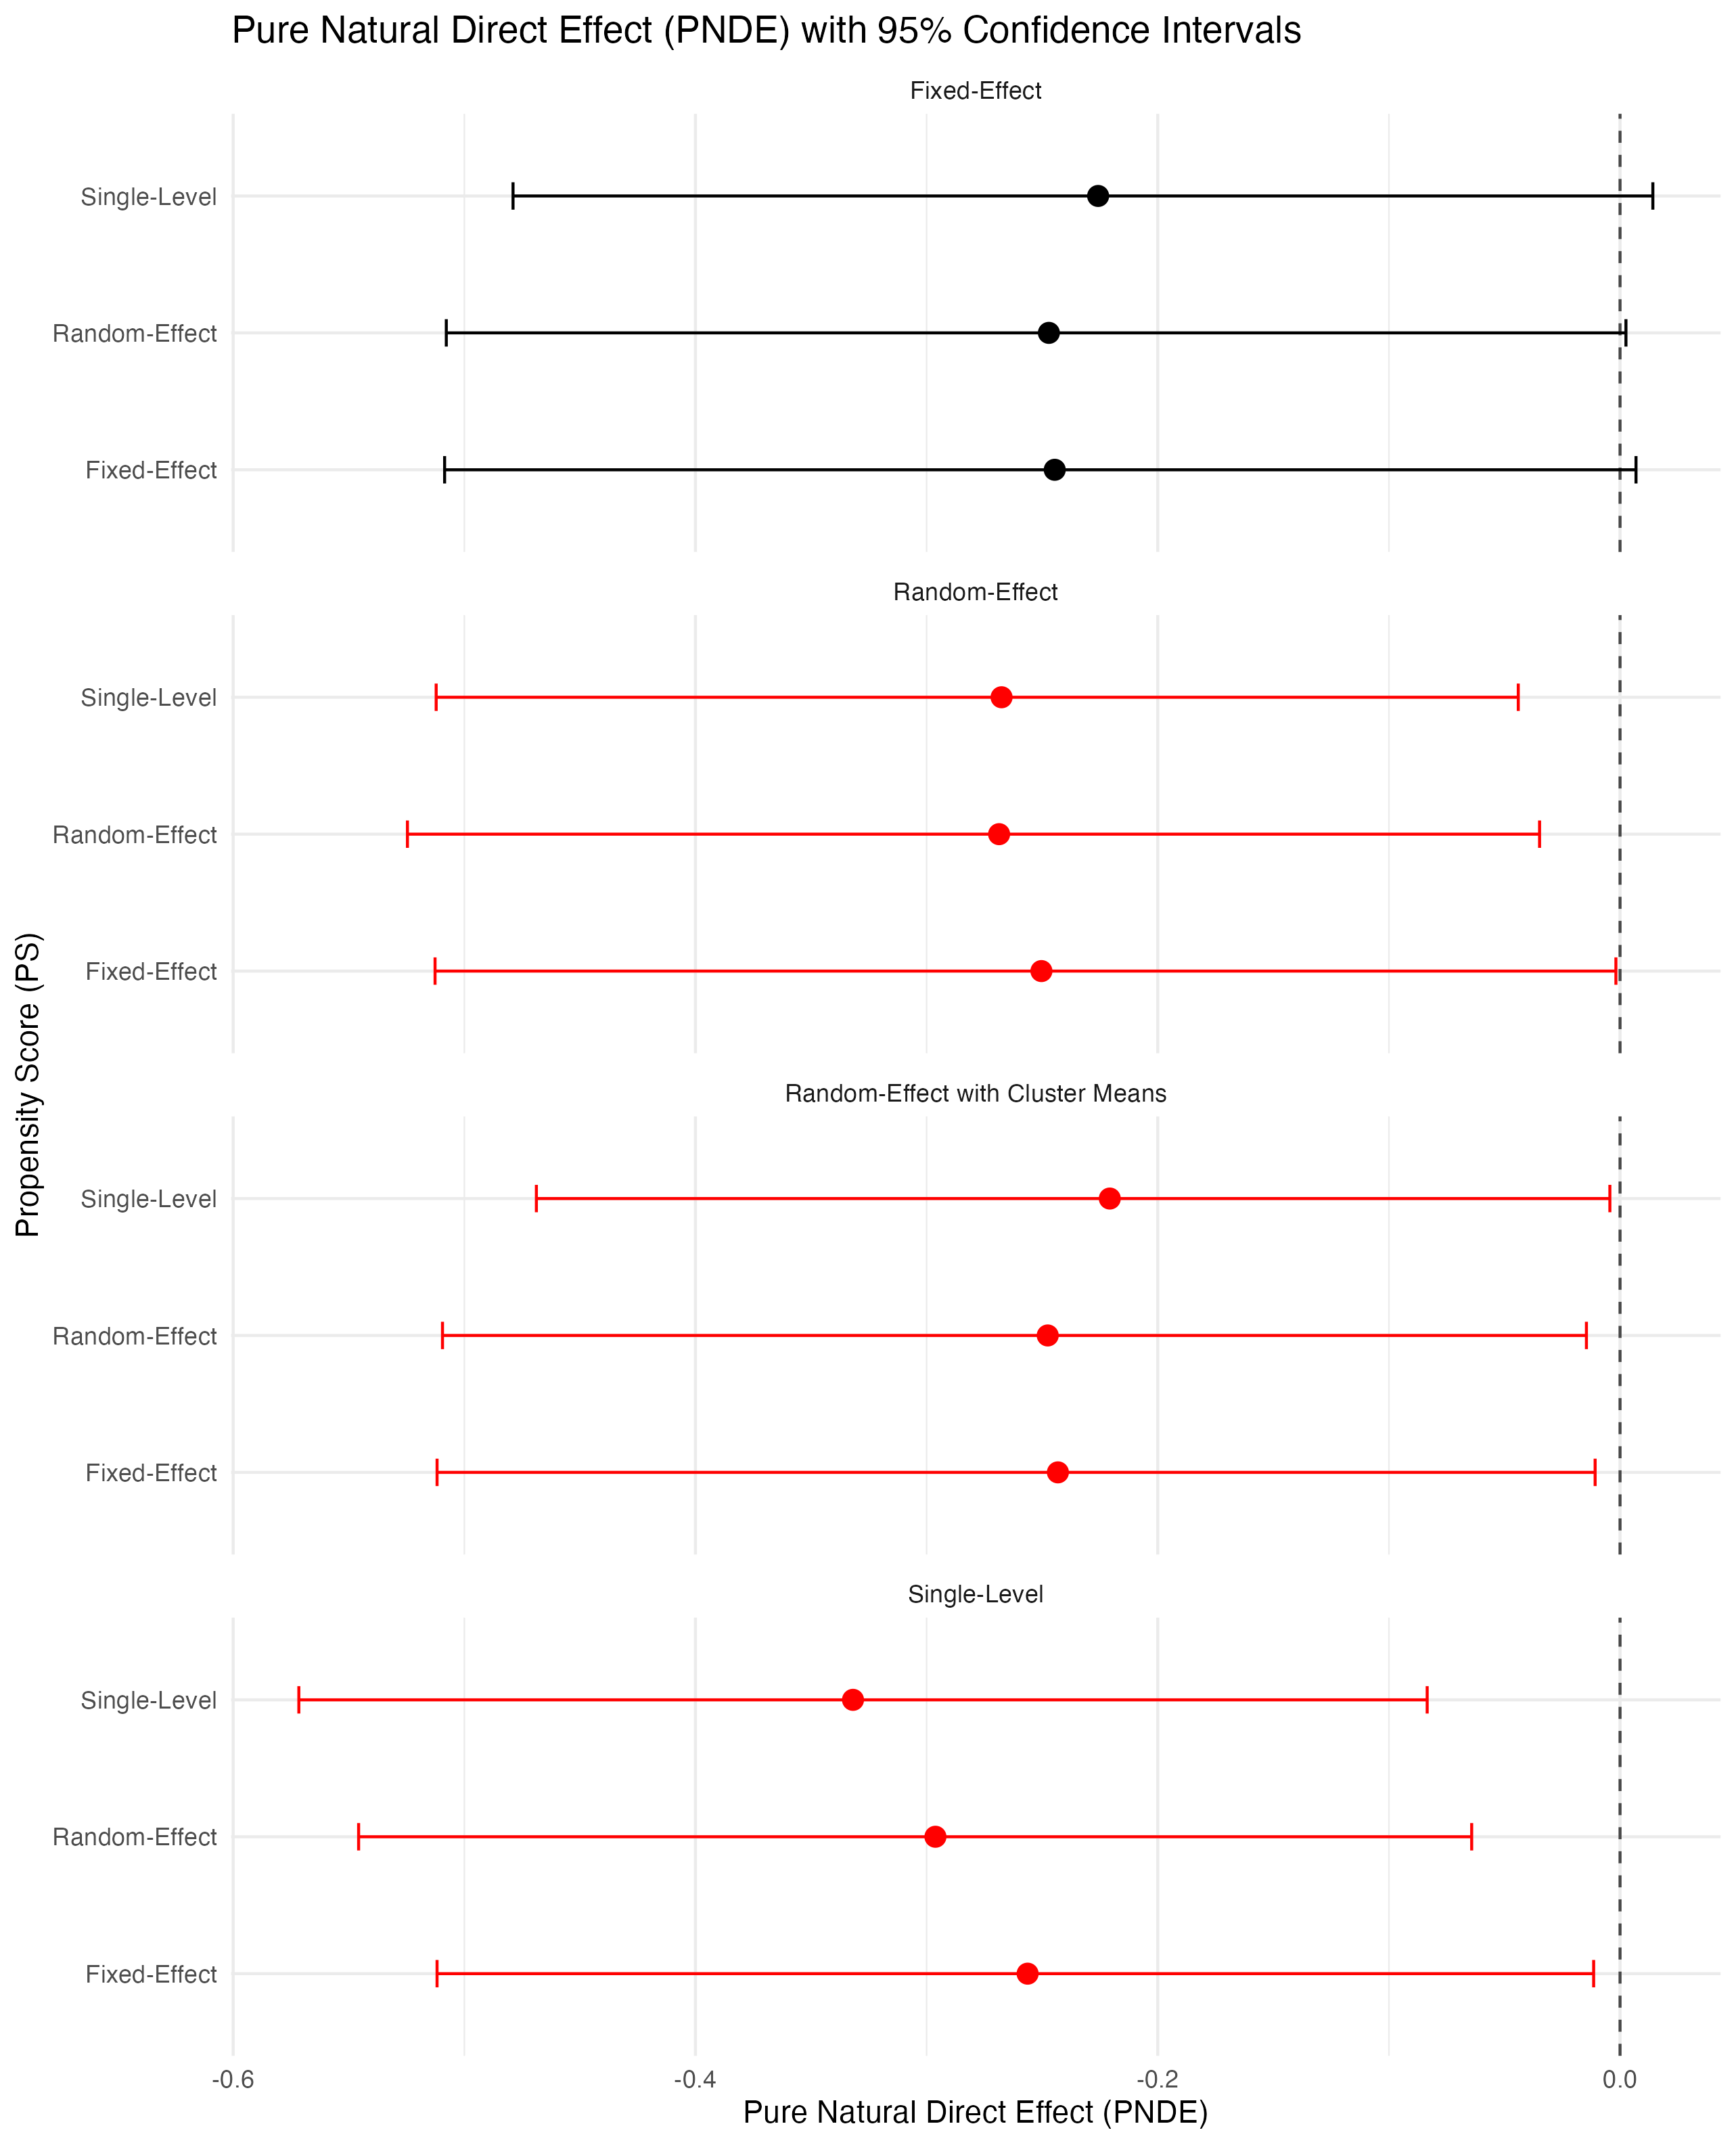 Pure Natural Direct Effect (PNDE) with 95% Confidence Intervals
Propensity Score (PS)
Fixed-Effect
Single-Level
Random-Effect
Fixed-Effect
Random-Effect
Single-Level
Random-Effect
Fixed-Effect
Random-Effect with Cluster Means
Single-Level
Random-Effect
Fixed-Effect
Single-Level
Single-Level
Random-Effect
Fixed-Effect
-0.6 -0.4 -0.2 0.0
Pure Natural Direct Effect (PNDE)